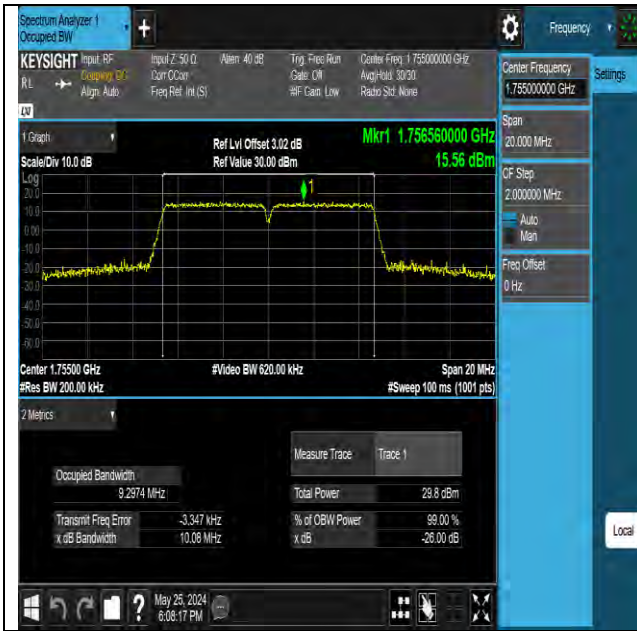 Spectrum Analyzer 1
Occupied BW
+
Frequency
KEYSIGHT Input: RF Input Z: 50 Ω Atten: 40 dB Trig: Free Run Center Freq: 1.755000000 GHz
RL Coupling: DC Corr CCorr Gate: Off Avg|Hold: 30/30
Align: Auto Freq Ref: Int (S) #IF Gain: Low Radio Std: None
Center Frequency
1.755000000 GHz
Settings
Span
20.000 MHz
CF Step
2.000000 MHz
Auto
Man
Freq Offset
0 Hz
Local
1 Graph
Scale/Div 10.0 dB
Ref Lvl Offset 3.02 dB
Ref Value 30.00 dBm
Mkr1 1.756560000 GHz
15.56 dBm
Log
20.0
10.0
0.00
-10.0
-20.0
-30.0
-40.0
-50.0
-60.0
1
Center 1.75500 GHz #Video BW 620.00 kHz Span 20 MHz
#Res BW 200.00 kHz #Sweep 100 ms (1001 pts)
2 Metrics
Measure Trace Trace 1
Occupied Bandwidth
9.2974 MHz
Total Power 29.8 dBm
Transmit Freq Error -3.347 kHz
% of OBW Power 99.00 %
x dB Bandwidth 10.08 MHz
x dB -26.00 dB
?
May 25, 2024
6:08:17 PM